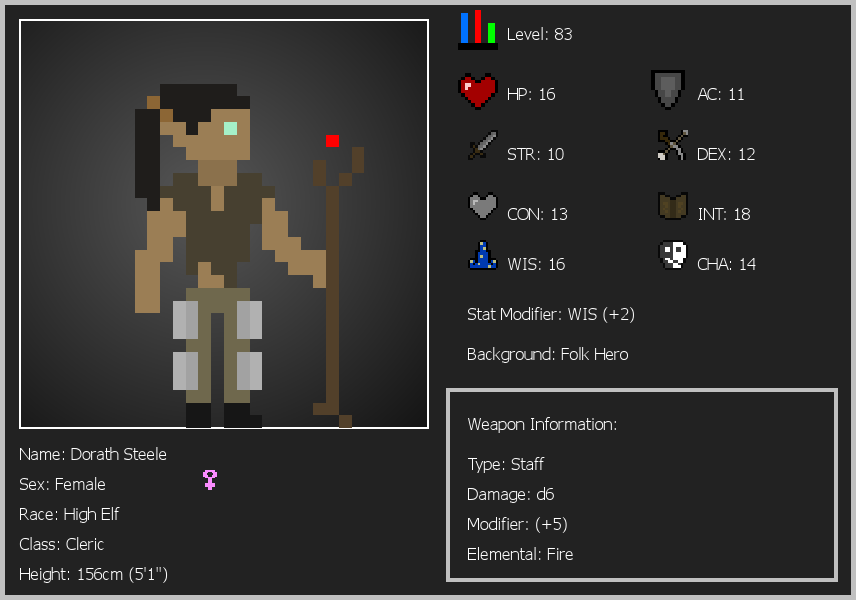 Level: 83
HP: 16
AC: 11
STR: 10
DEX: 12
CON: 13
INT: 18
WIS: 16
CHA: 14
Stat Modifier: WIS (+2)
Background: Folk Hero
Weapon Information:
Type: Staff
Damage: d6
Modifier: (+5)
Elemental: Fire
Name: Dorath Steele
Sex: Female
Race: High Elf
Class: Cleric
Height: 156cm (5'1")